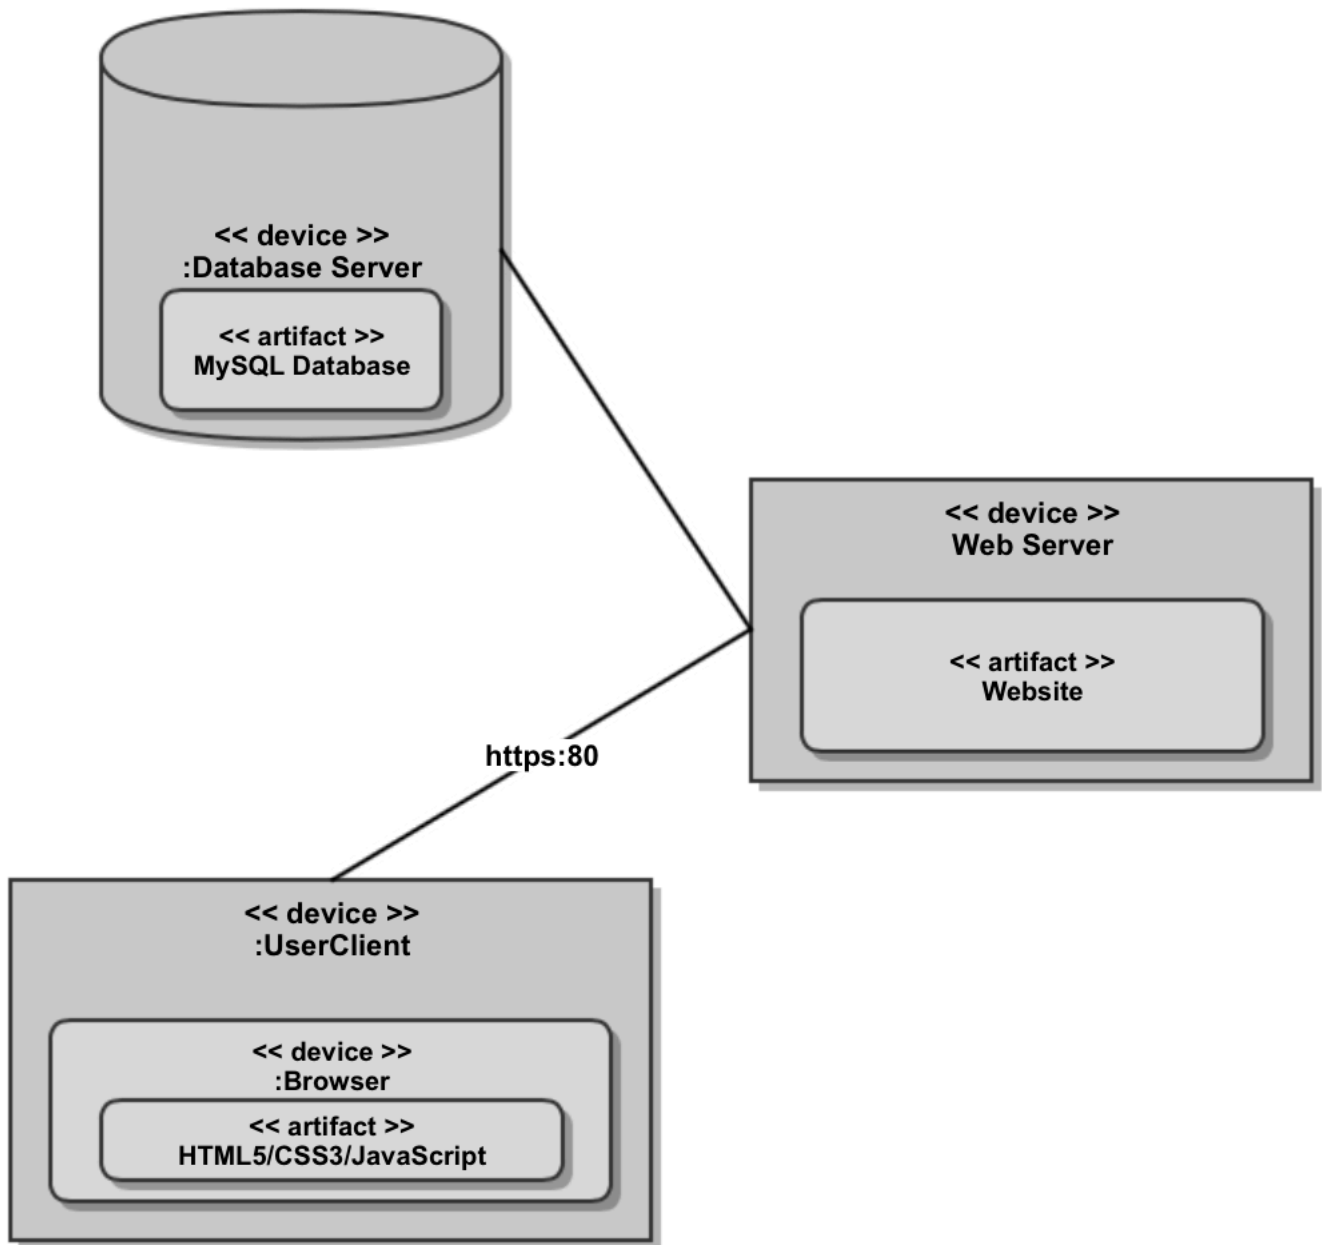 << device >>
:Database Server
<< artifact >>
MySQL Database
<< device >>
Web Server
<< artifact >>
Website
https:80
<< device >>
:UserClient
<< device >>
:Browser
<< artifact >>
HTML5/CSS3/JavaScript